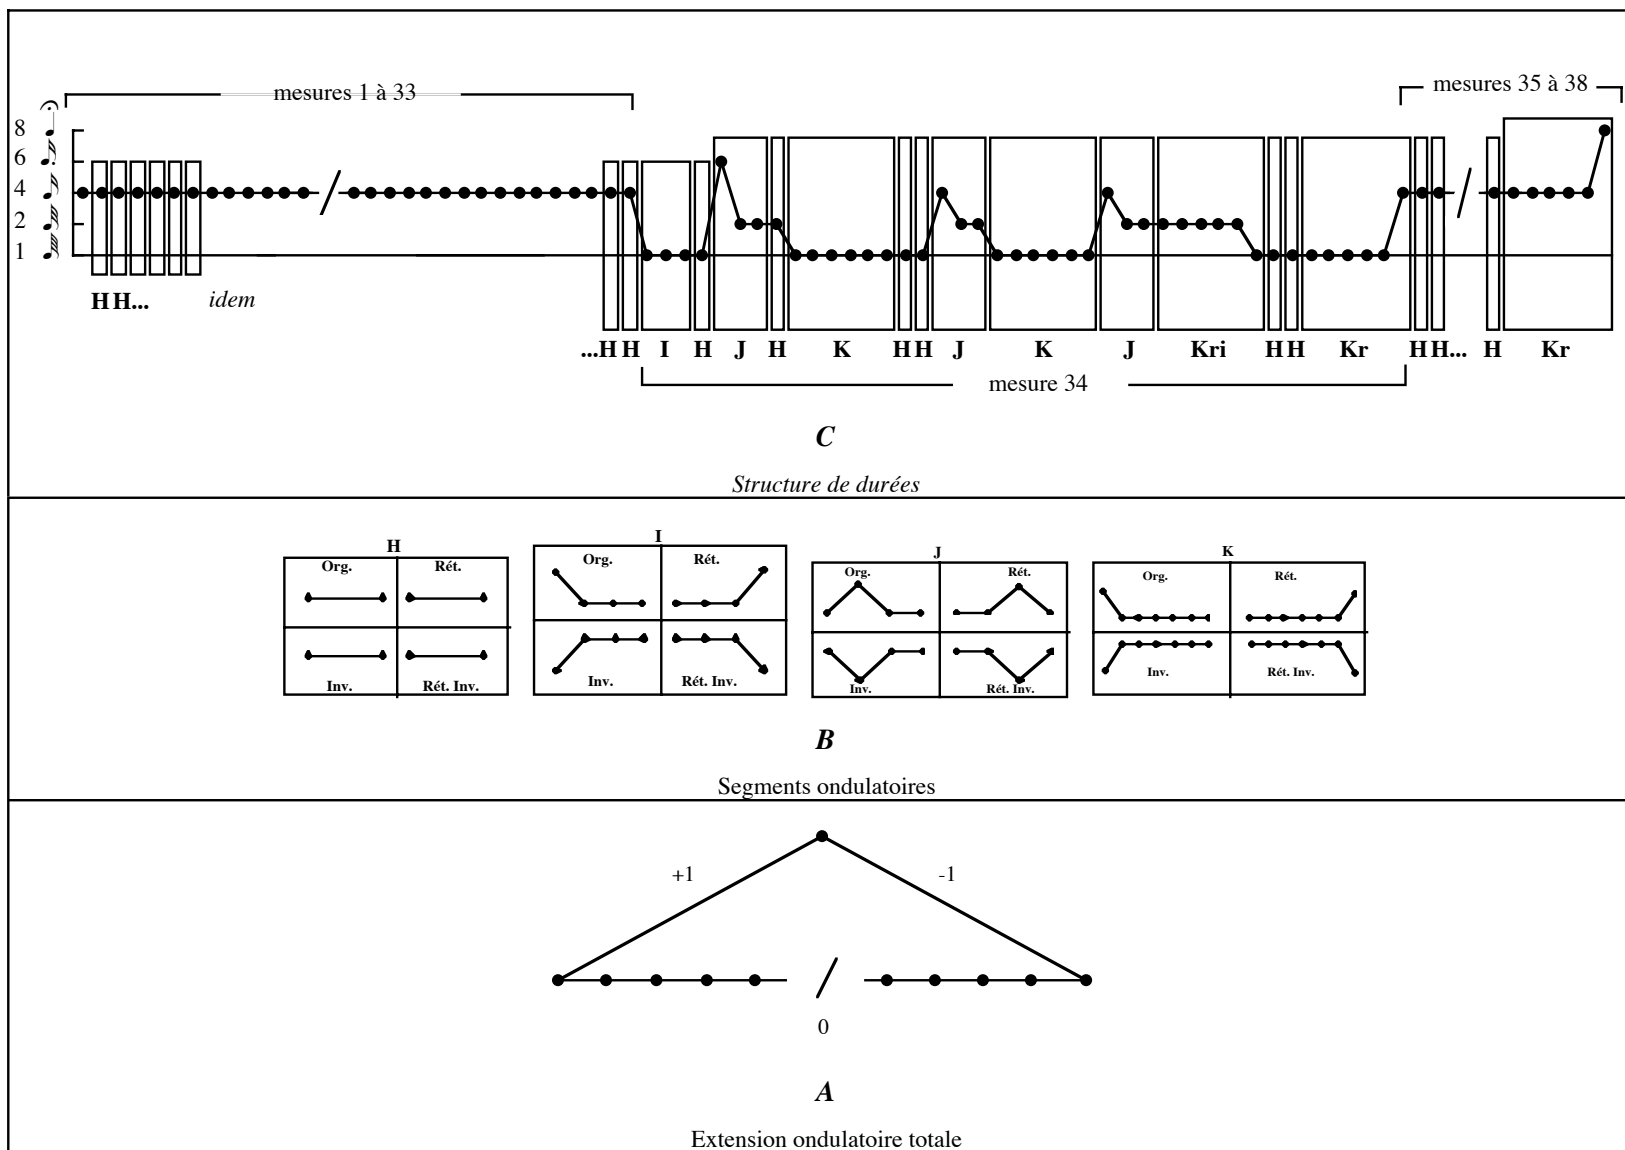 mesures 1 à 33
mesures 35 à 38
8
6
4
2
1
H H... idem
...H H I H J H K H H J K J Kri H H Kr H H... H Kr
mesure 34
C
Structure de durées
H I J K
Org. Rét. Org. Rét. Org. Rét. Org. Rét.
Inv. Rét. Inv. Inv. Rét. Inv. Inv. Rét. Inv. Inv. Rét. Inv.
B
Segments ondulatoires
+1 -1
0
A
Extension ondulatoire totale